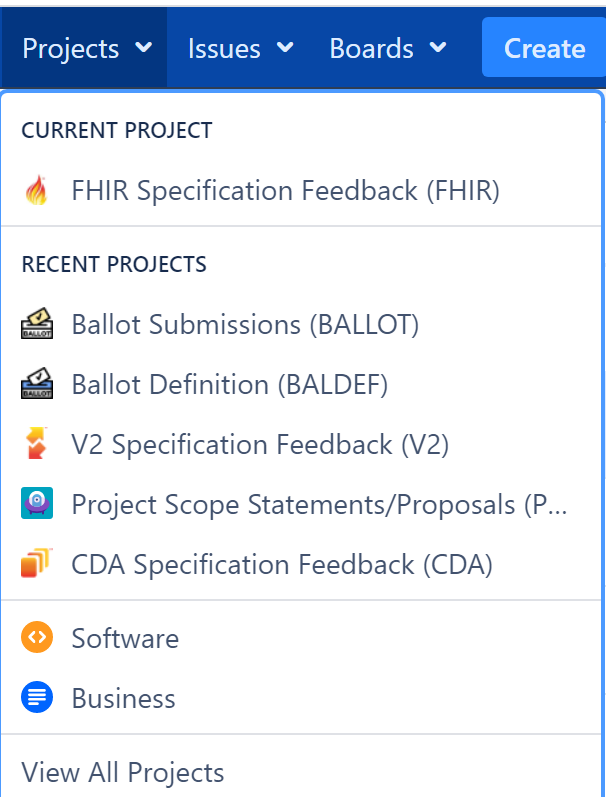 Projects Issues Boards Create
CURRENT PROJECT
FHIR Specification Feedback (FHIR)
RECENT PROJECTS
BALLOT Ballot Submissions (BALLOT)
BALLOT Ballot Definition (BALDEF)
V2 Specification Feedback (V2)
Project Scope Statements/Proposals (P...
CDA Specification Feedback (CDA)
Software
Business
View All Projects